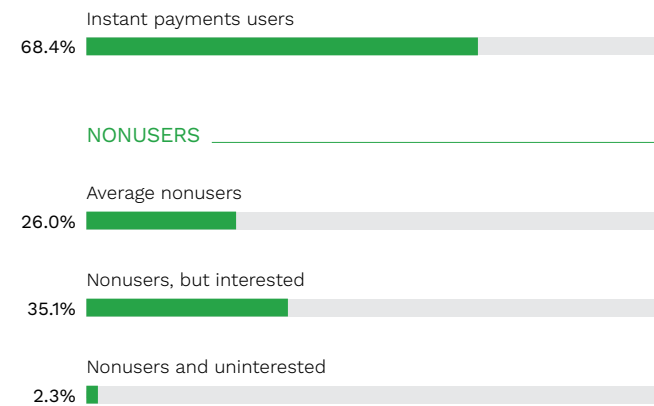 Instant payments users
68.4%
NONUSERS
Average nonusers
26.0%
Nonusers, but interested
35.1%
Nonusers and uninterested
2.3%